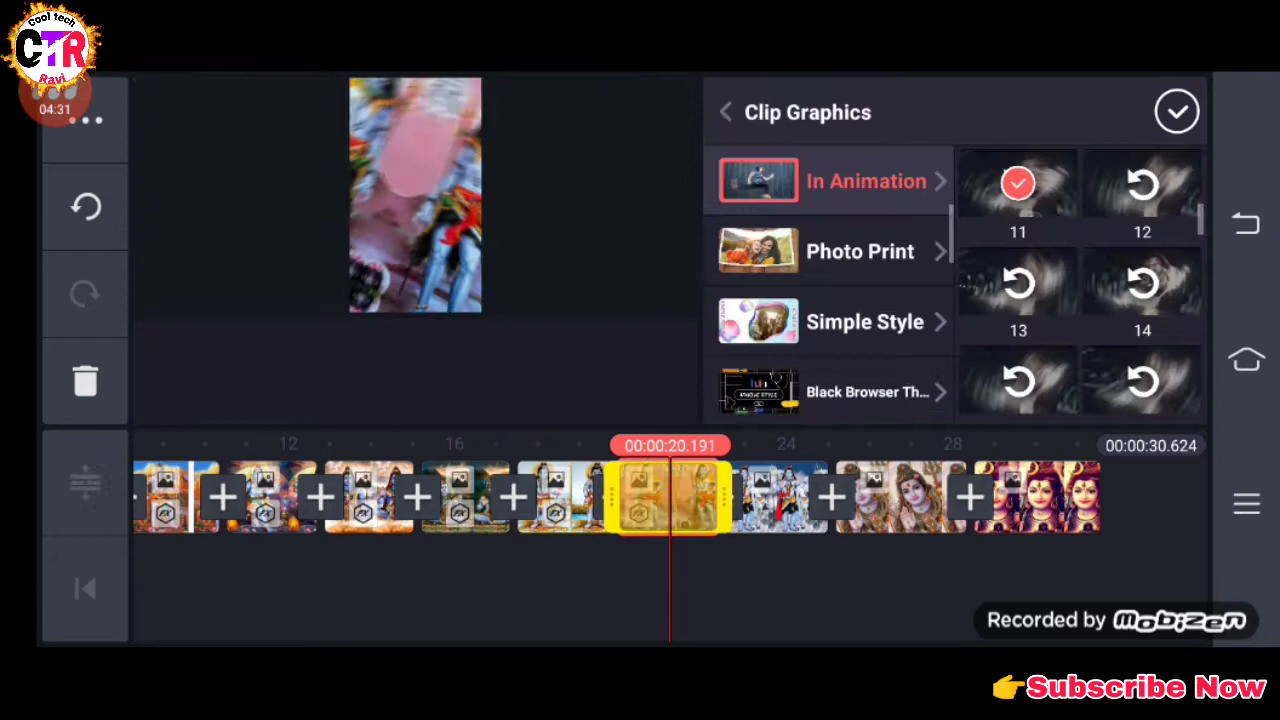 Cool tech
CTR
Ravi
04:31
Clip Graphics
In Animation
11
12
Photo Print
13
14
Simple Style
Black Browser Th...
12
16
00:00:20.191
24
28
00:00:30.624
Recorded by Mobizen
👉Subscribe Now